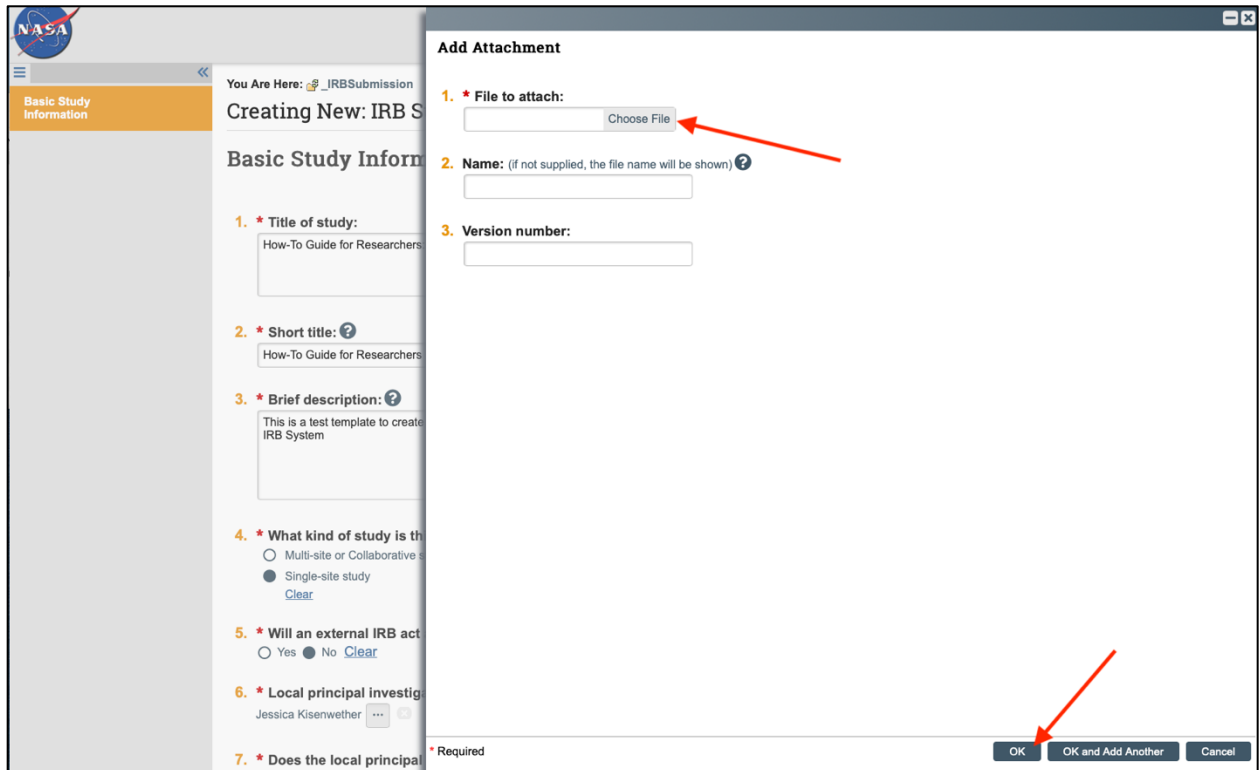 NASA
Basic Study
Information
You Are Here: _IRBSubmission
Creating New: IRB S
Basic Study Inform
1. * Title of study:
How-To Guide for Researchers
2. * Short title:
How-To Guide for Researchers
3. * Brief description:
This is a test template to create
IRB System
4. * What kind of study is th
Multi-site or Collaborative s
Single-site study
Clear
5. * Will an external IRB act
Yes No Clear
6. * Local principal investiga
Jessica Kisenwether ...
7. * Does the local principal
Add Attachment
1. * File to attach:
Choose File
2. Name: (if not supplied, the file name will be shown)
3. Version number:
* Required
OK
OK and Add Another
Cancel